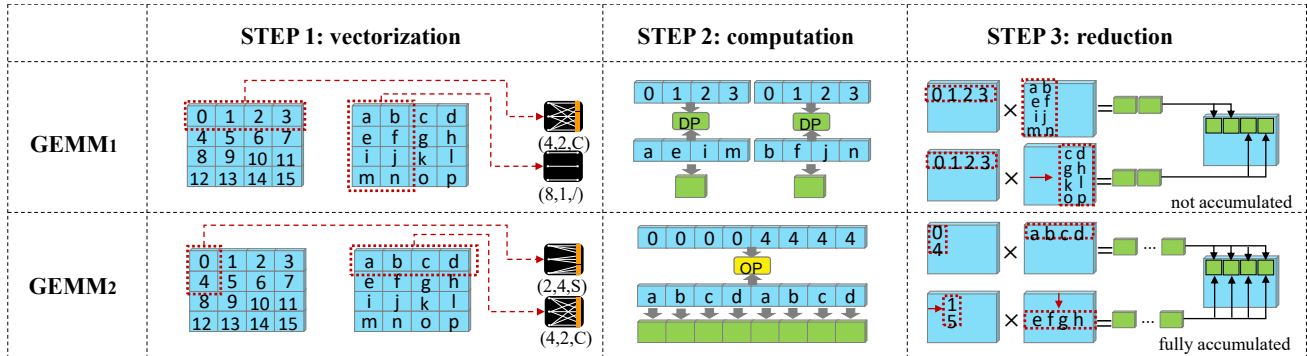 STEP 1: vectorization
STEP 2: computation
STEP 3: reduction
GEMM1
0 1 2 3
4 5 6 7
8 9 10 11
12 13 14 15
a b c d
e f g h
i j k l
m n o p
(4,2,C)
(8,1,/)
0 1 2 3
0 1 2 3
DP
DP
a e i m
b f j n
0 1 2 3
×
a b
e f
i j
m n
0 1 2 3
×
c d
g h
k l
o p
not accumulated
GEMM2
0 1 2 3
4 5 6 7
8 9 10 11
12 13 14 15
a b c d
e f g h
i j k l
m n o p
(2,4,S)
(4,2,C)
0 0 0 0 4 4 4 4
OP
a b c d a b c d
0
4
×
a b c d
...
1
5
×
e f g h
...
fully accumulated